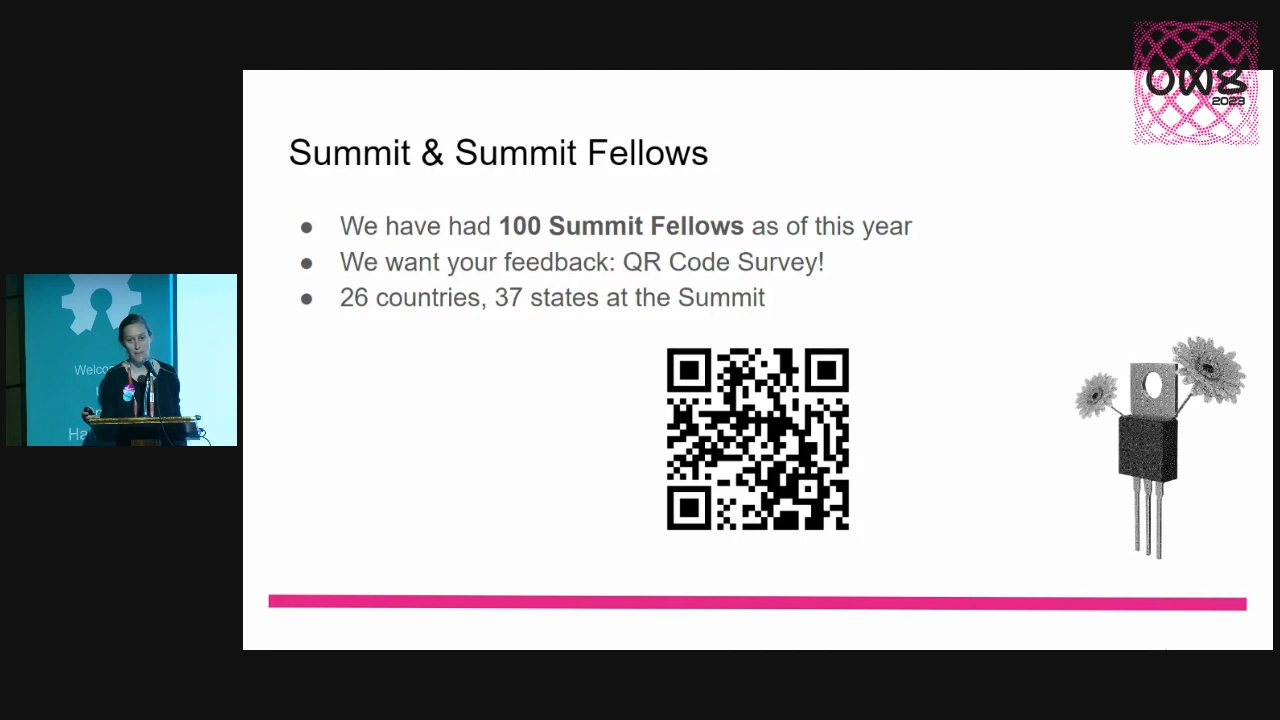 OW8
2023
Summit & Summit Fellows
● We have had 100 Summit Fellows as of this year
● We want your feedback: QR Code Survey!
● 26 countries, 37 states at the Summit